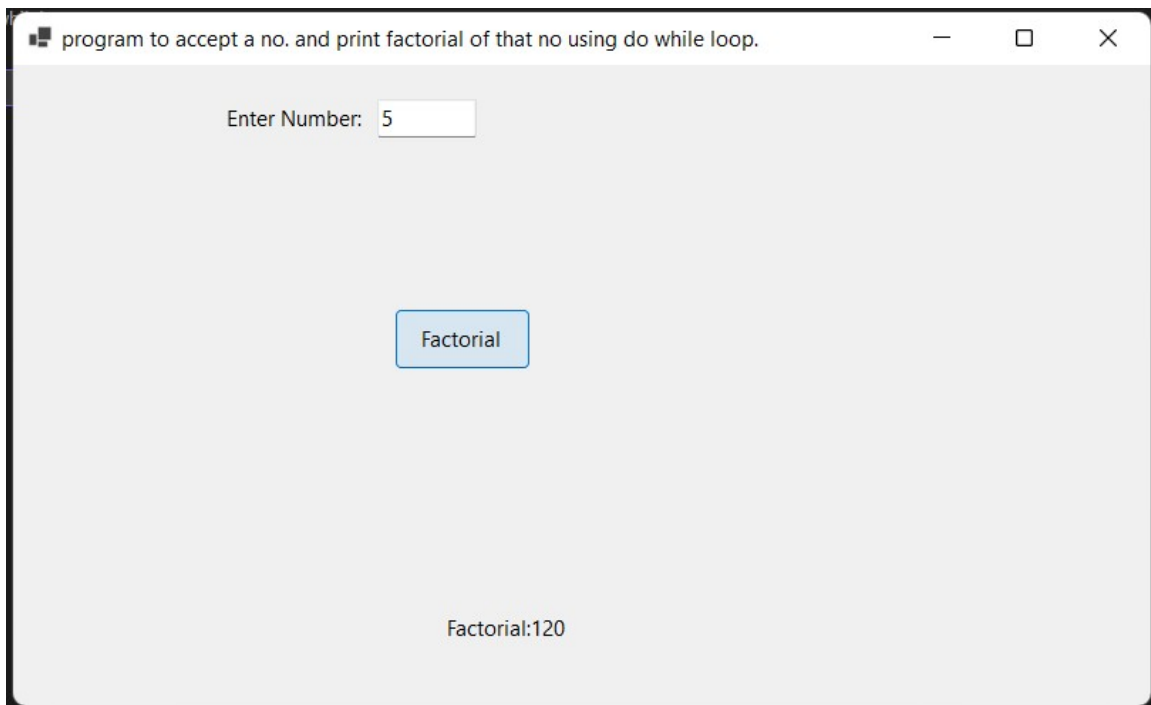 program to accept a no. and print factorial of that no using do while loop.
Enter Number: 5
Factorial
Factorial:120